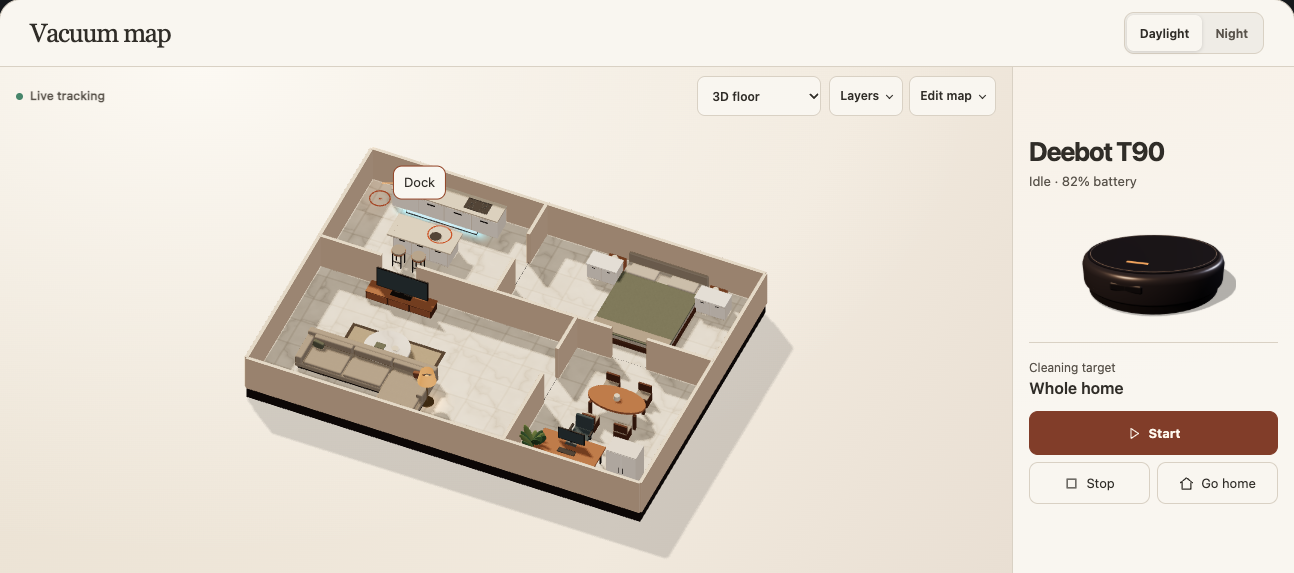 Vacuum map
Daylight
Night
Live tracking
3D floor
Layers
Edit map
Dock
Deebot T90
Idle · 82% battery
Cleaning target
Whole home
Start
Stop
Go home